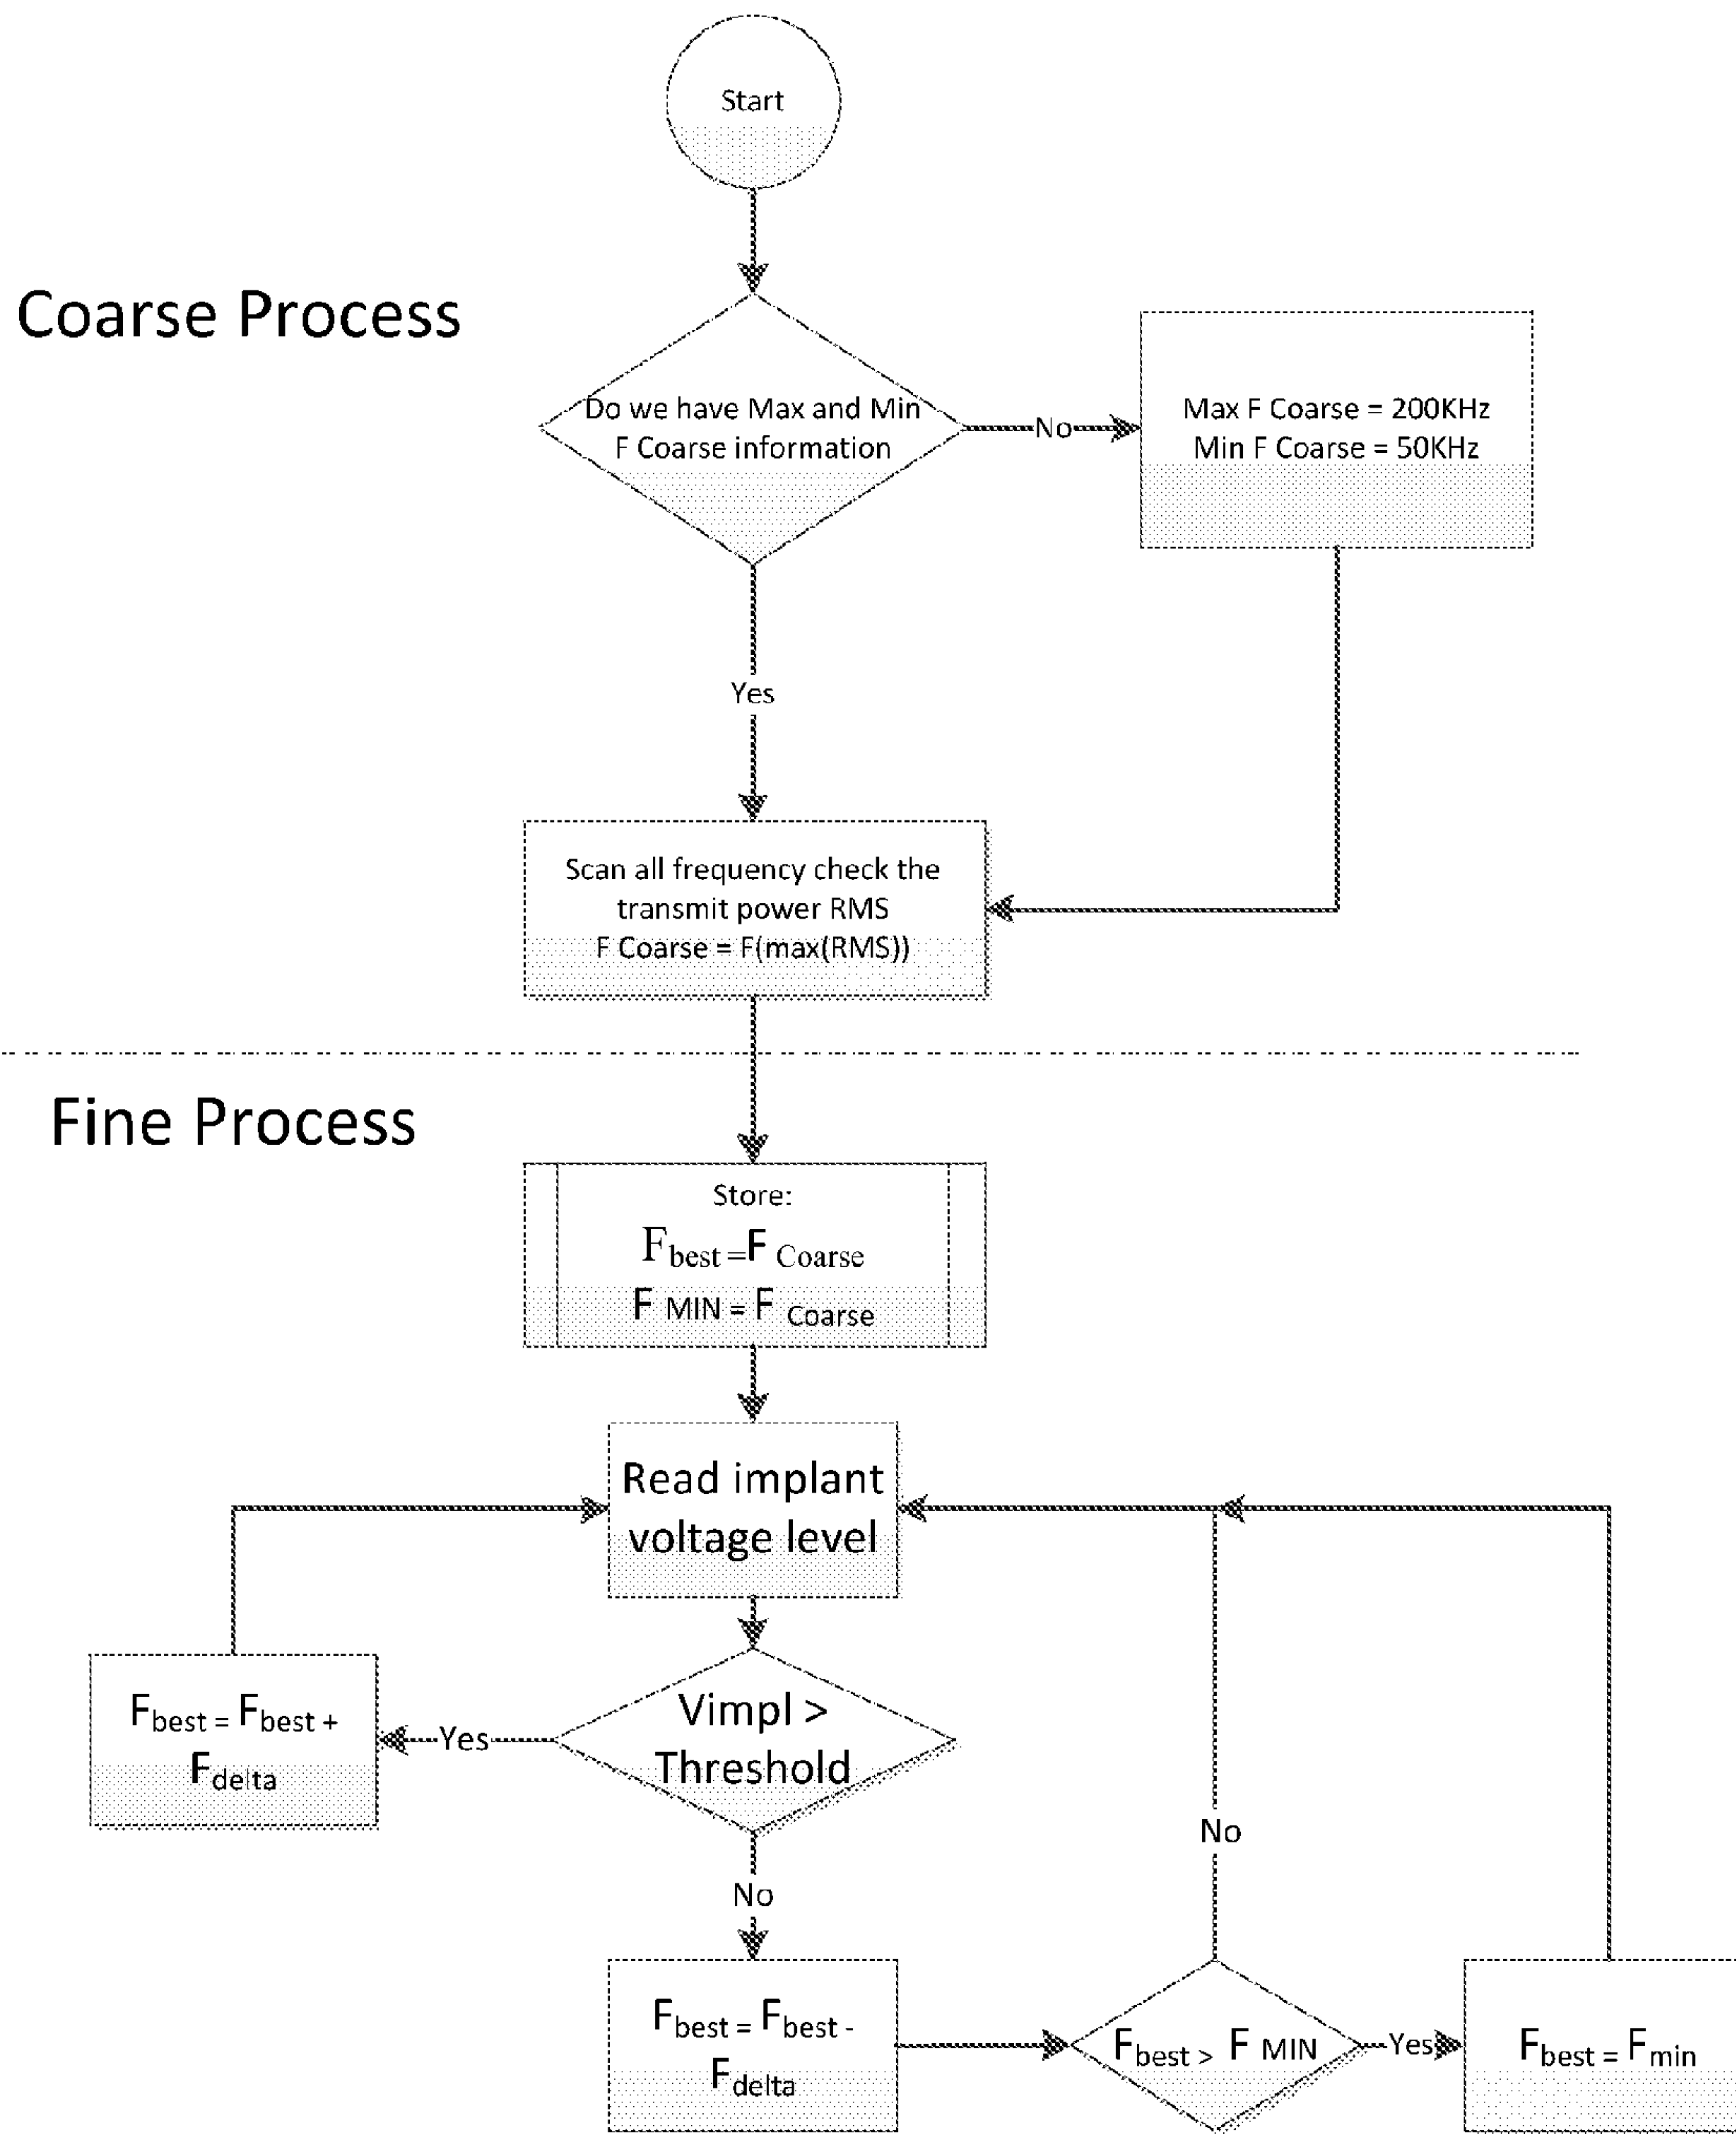 Start
Coarse Process
Do we have Max and Min
F Coarse information
No
Max F Coarse = 200KHz
Min F Coarse = 50KHz
Yes
Scan all frequency check the
transmit power RMS
F Coarse = F(max(RMS))
Fine Process
Store:
Fbest = F Coarse
F MIN = F Coarse
Read implant
voltage level
Vimpl >
Threshold
Yes
Fbest = Fbest +
Fdelta
No
Fbest = Fbest -
Fdelta
Fbest > F MIN
No
Yes
Fbest = Fmin